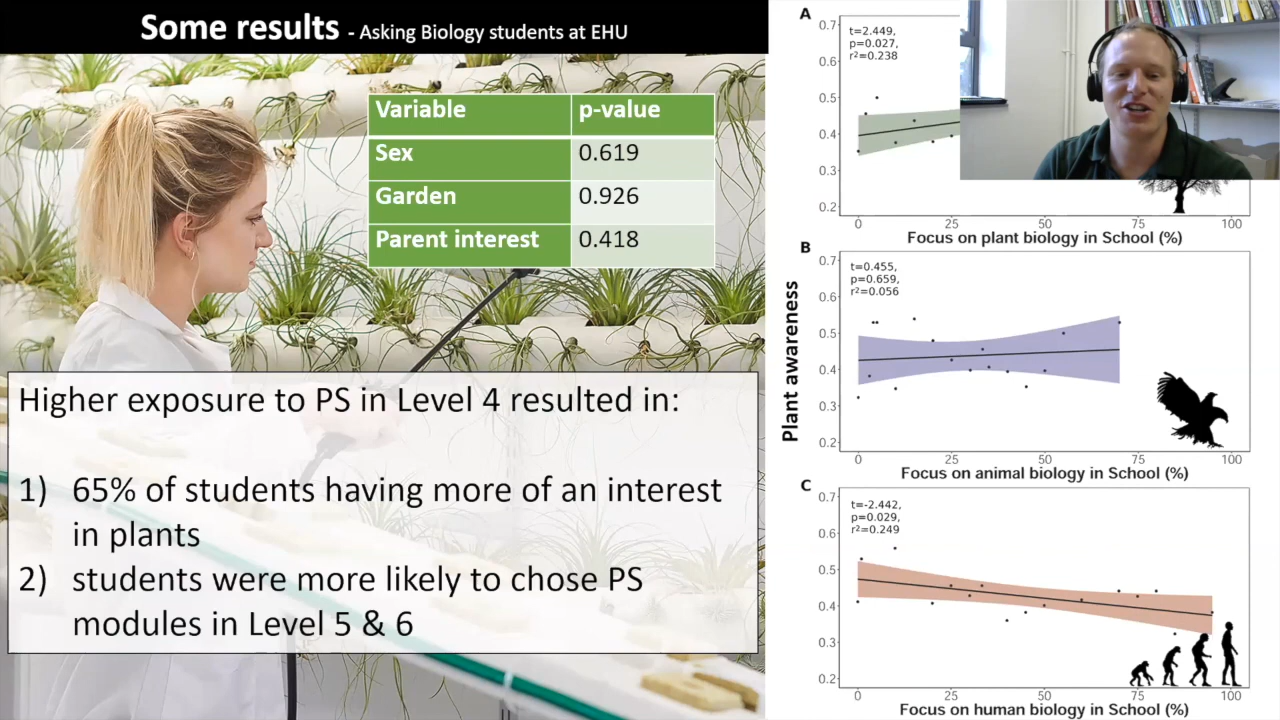 Some results - Asking Biology students at EHU
Variable p-value
Sex 0.619
Garden 0.926
Parent interest 0.418
Higher exposure to PS in Level 4 resulted in:
1) 65% of students having more of an interest
in plants
2) students were more likely to chose PS
modules in Level 5 & 6
Plant awareness
A
0.7
t=2.449,
p=0.027,
r²=0.238
0.5
0.4
0.3
0.2
0 25 50 75 100
Focus on plant biology in School (%)
B
0.7
t=0.455,
p=0.659,
r²=0.056
0.6
0.5
0.4
0.3
0.2
0 25 50 75 100
Focus on animal biology in School (%)
C
0.7
t=-2.442,
p=0.029,
r²=0.249
0.6
0.5
0.4
0.3
0.2
0 25 50 75 100
Focus on human biology in School (%)